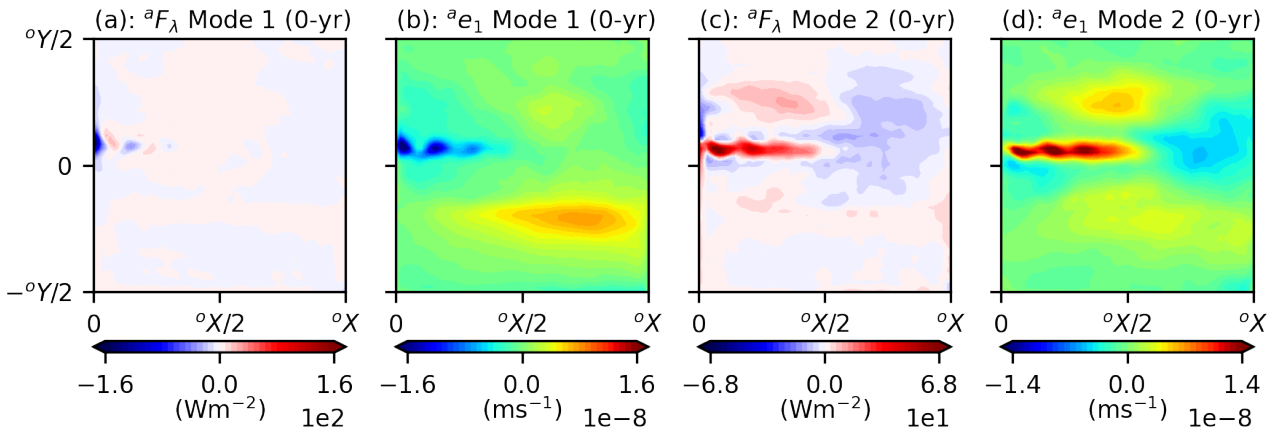 (a): ᵃF_λ Mode 1 (0-yr) (b): ᵃe₁ Mode 1 (0-yr) (c): ᵃF_λ Mode 2 (0-yr) (d): ᵃe₁ Mode 2 (0-yr)
ᵒY/2
0
−ᵒY/2
0 ᵒX/2 ᵒX 0 ᵒX/2 ᵒX 0 ᵒX/2 ᵒX 0 ᵒX/2 ᵒX
−1.6 0.0 1.6 −1.6 0.0 1.6 −6.8 0.0 6.8 −1.4 0.0 1.4
(Wm⁻²) (ms⁻¹) (Wm⁻²) (ms⁻¹)
1e2 1e−8 1e1 1e−8